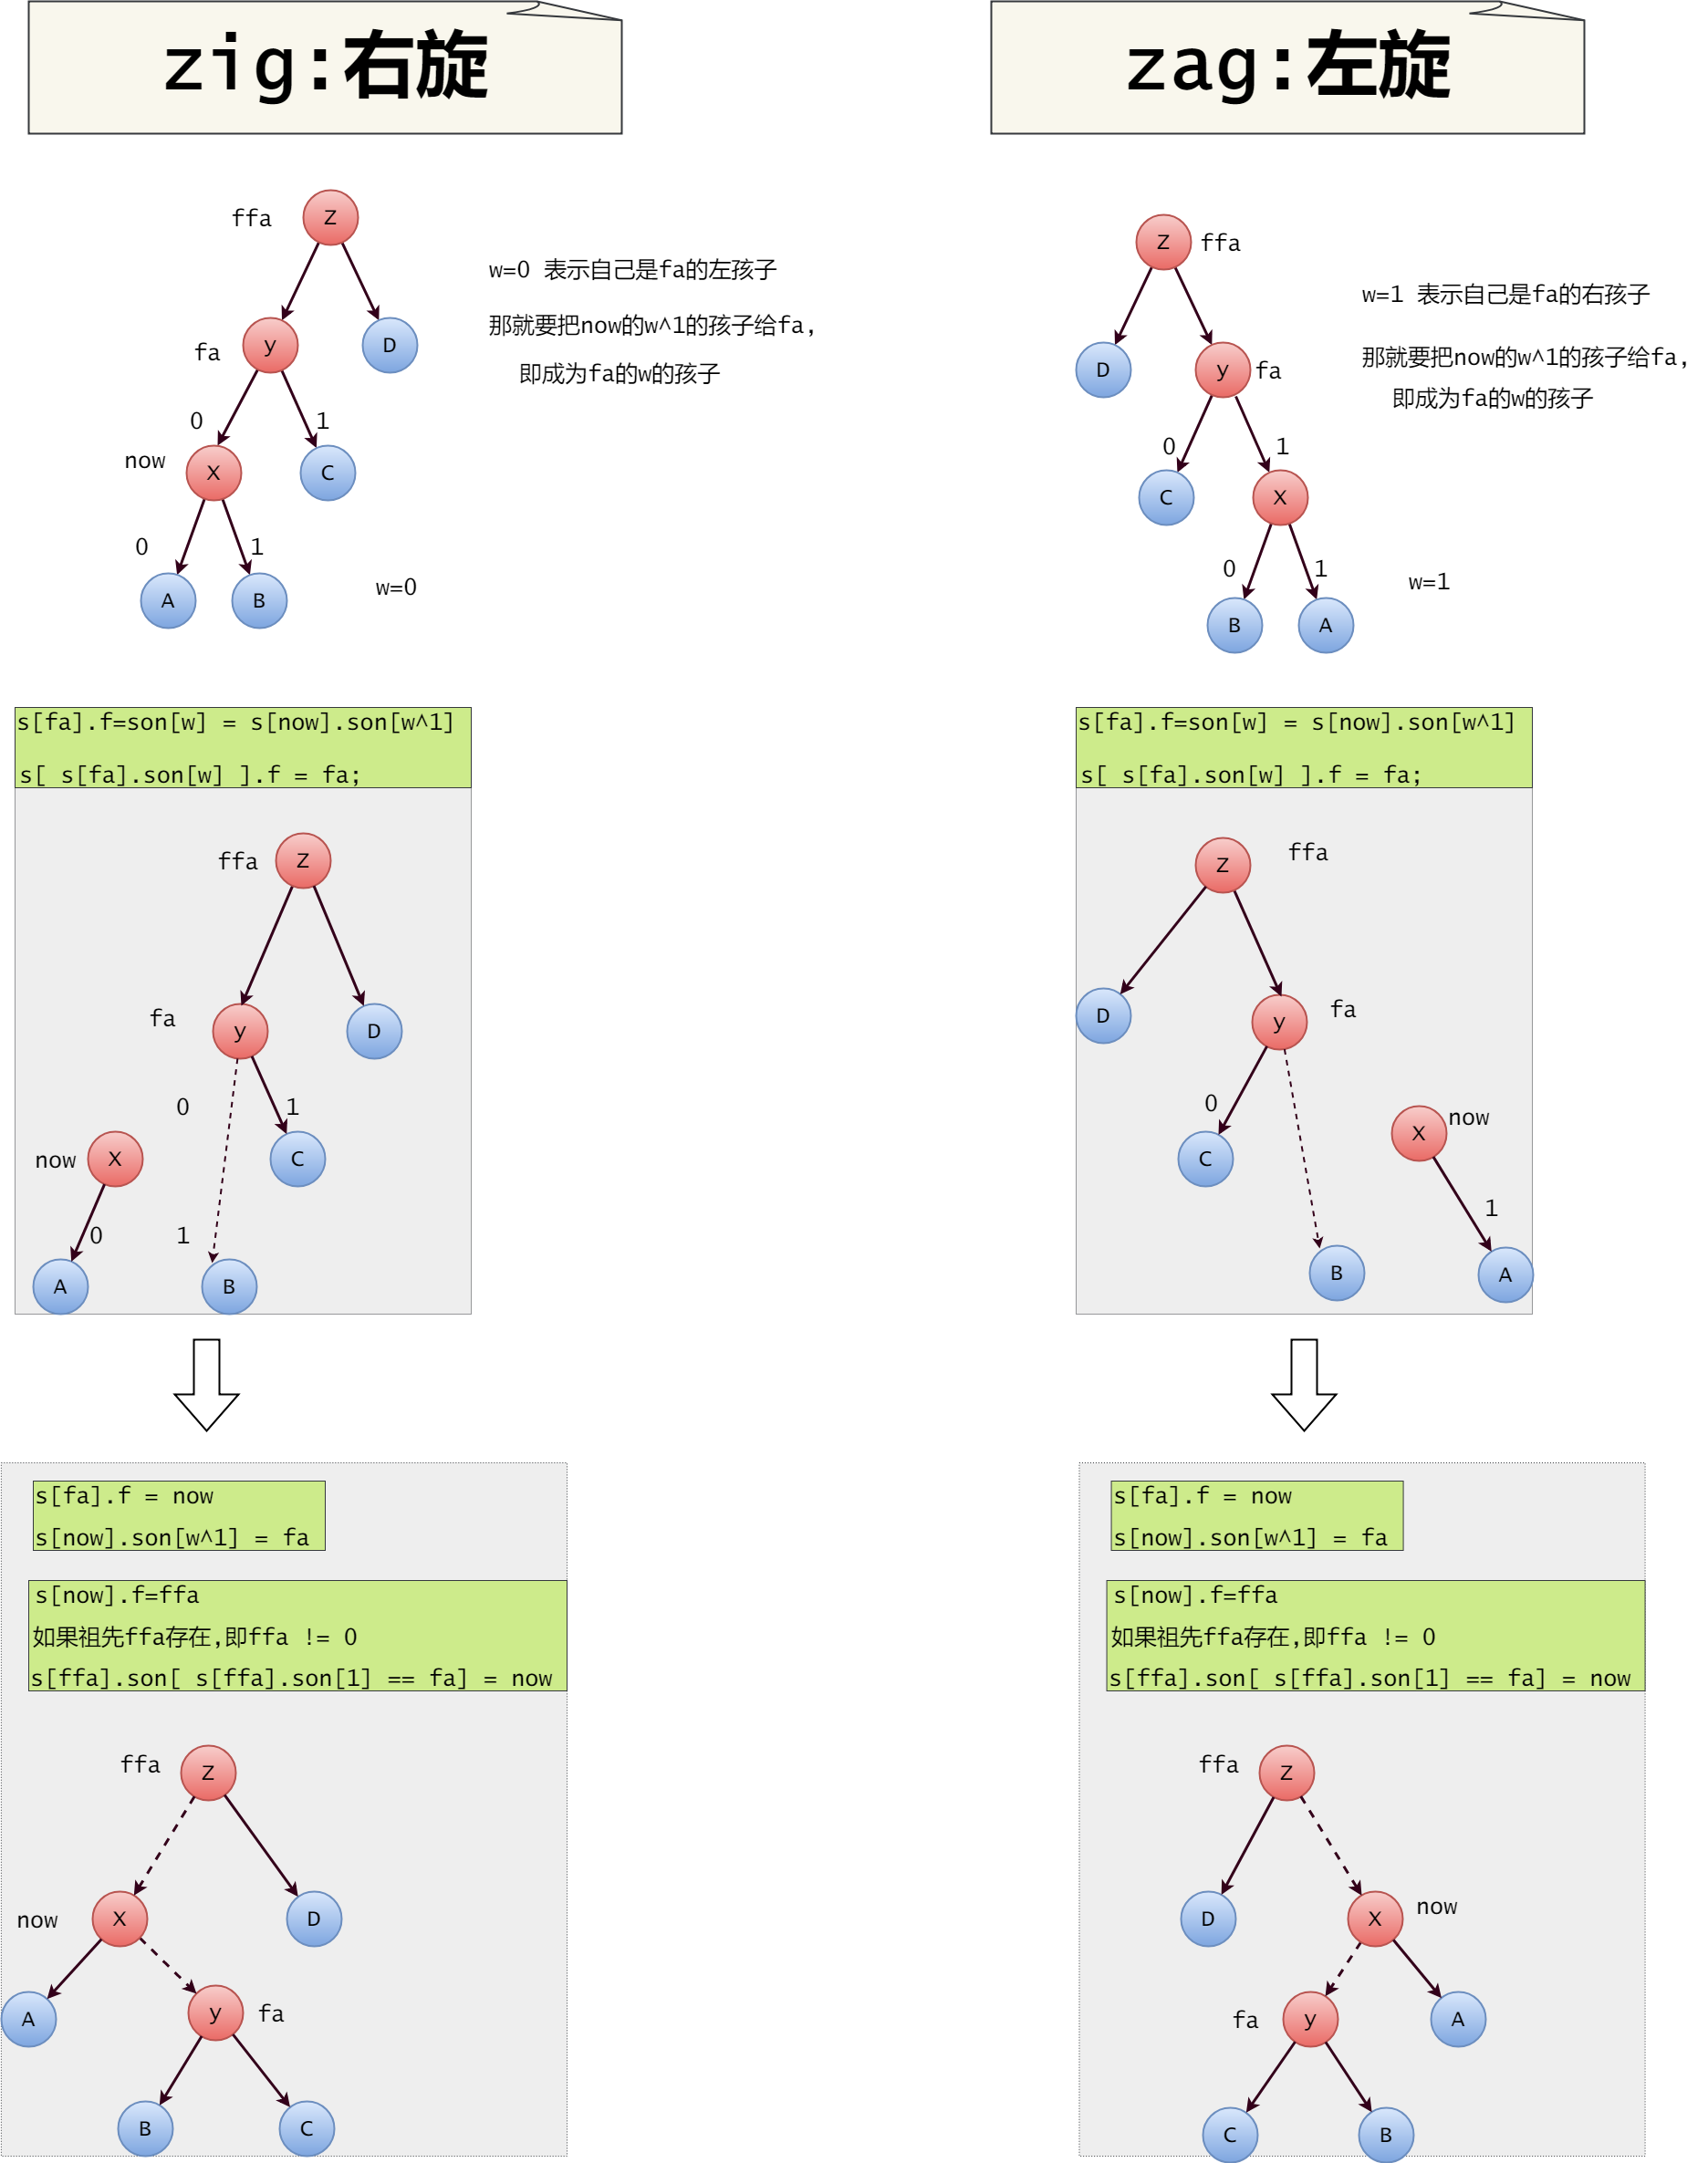 zig:右旋
ffa
Z
w=0 表示自己是fa的左孩子
那就要把now的w^1的孩子给fa,
即成为fa的w的孩子
fa
y
D
0
1
now
X
C
0
1
A
B
w=0
s[fa].f=son[w] = s[now].son[w^1]
s[ s[fa].son[w] ].f = fa;
ffa
Z
fa
y
D
0
1
now
X
C
0
1
A
B
s[fa].f = now
s[now].son[w^1] = fa
s[now].f=ffa
如果祖先ffa存在,即ffa != 0
s[ffa].son[ s[ffa].son[1] == fa] = now
ffa
Z
now
X
D
A
y
fa
B
C
zag:左旋
Z
ffa
w=1 表示自己是fa的右孩子
那就要把now的w^1的孩子给fa,
即成为fa的w的孩子
D
y
fa
0
1
C
X
0
1
w=1
B
A
s[fa].f=son[w] = s[now].son[w^1]
s[ s[fa].son[w] ].f = fa;
Z
ffa
D
y
fa
0
X
now
C
1
B
A
s[fa].f = now
s[now].son[w^1] = fa
s[now].f=ffa
如果祖先ffa存在,即ffa != 0
s[ffa].son[ s[ffa].son[1] == fa] = now
ffa
Z
D
X
now
fa
y
A
C
B